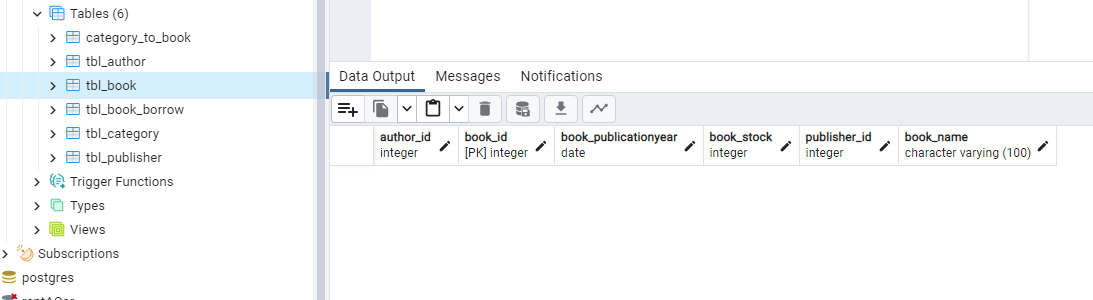 Tables (6)
category_to_book
tbl_author
tbl_book
tbl_book_borrow
tbl_category
tbl_publisher
Trigger Functions
Types
Views
Subscriptions
postgres
Data Output Messages Notifications
author_id book_id book_publicationyear book_stock publisher_id book_name
integer [PK] integer date integer integer character varying (100)